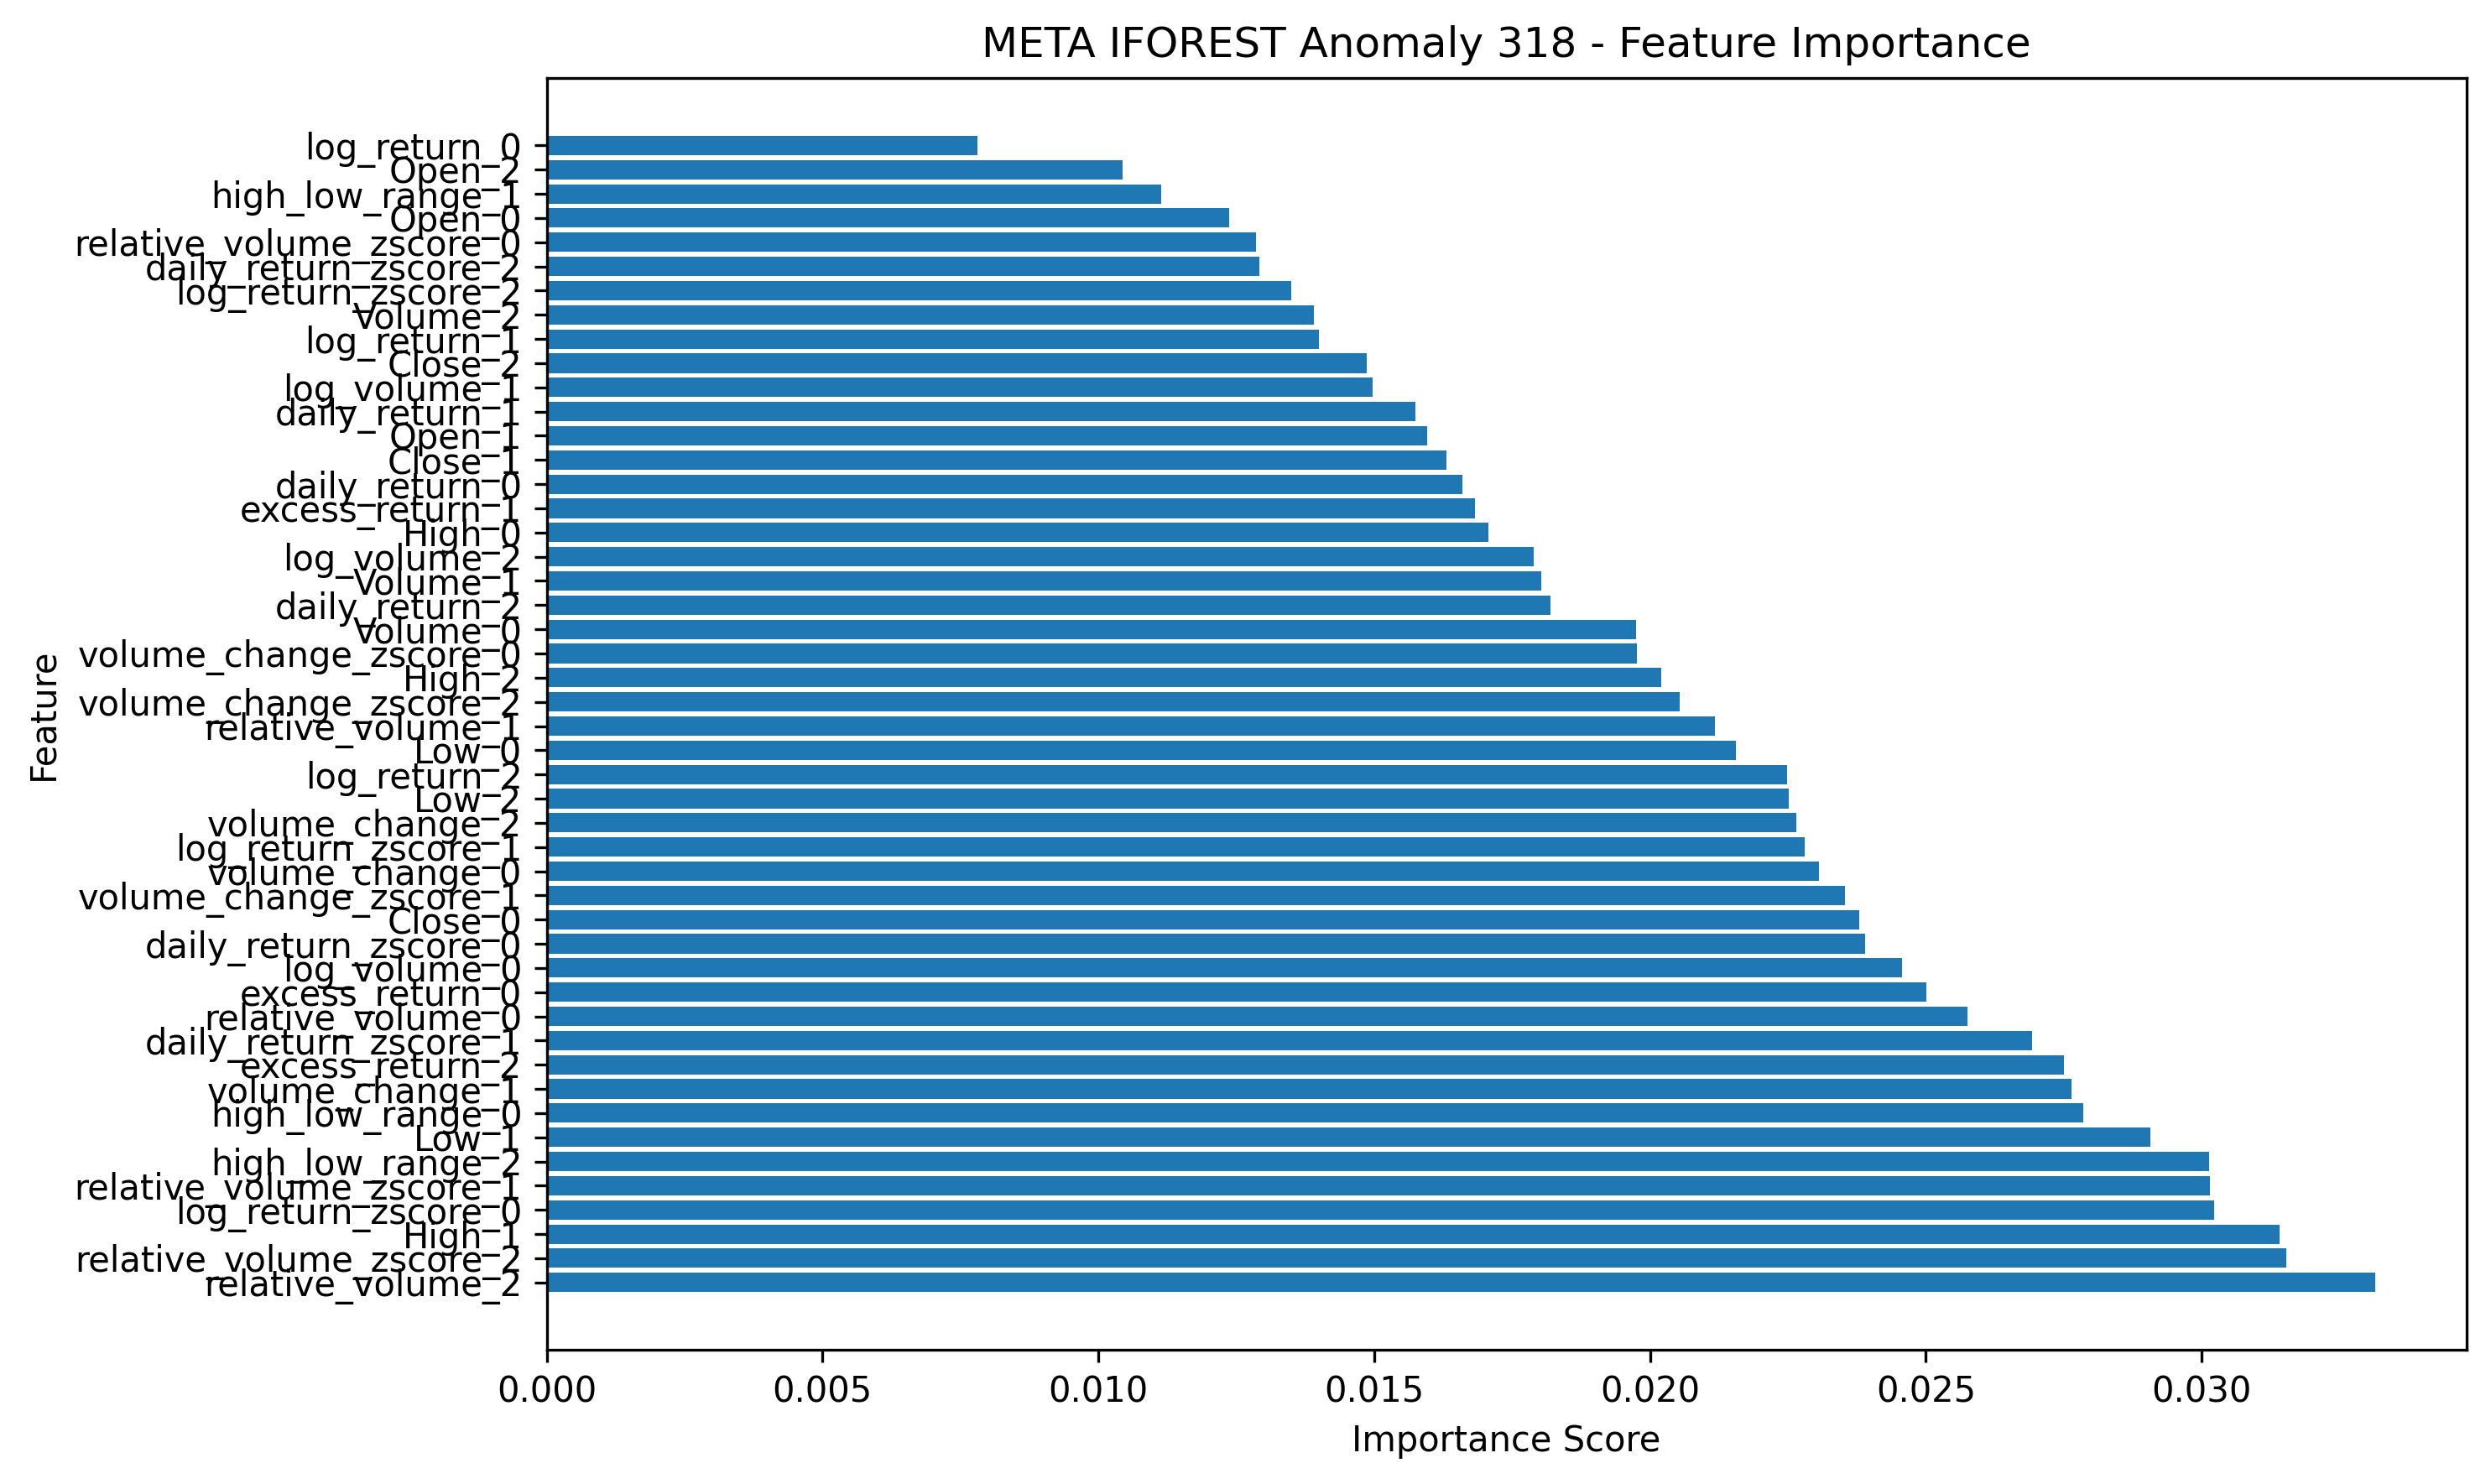 META IFOREST Anomaly 318 - Feature Importance
log_return_0
Open_2
high_low_range_1
Open_0
relative_volume_zscore_0
daily_return_zscore_2
log_return_zscore_2
Volume_2
log_return_1
Close_2
log_volume_1
daily_return_1
Open_1
Close_1
daily_return_0
excess_return_1
High_0
log_volume_2
Volume_1
daily_return_2
Volume_0
volume_change_zscore_0
High_2
volume_change_zscore_2
relative_volume_1
Low_0
log_return_2
Low_2
volume_change_2
log_return_zscore_1
volume_change_0
volume_change_zscore_1
Close_0
daily_return_zscore_0
log_volume_0
excess_return_0
relative_volume_0
daily_return_zscore_1
excess_return_2
volume_change_1
high_low_range_0
Low_1
high_low_range_2
relative_volume_zscore_1
log_return_zscore_0
High_1
relative_volume_zscore_2
relative_volume_2
Feature
0.000 0.005 0.010 0.015 0.020 0.025 0.030
Importance Score